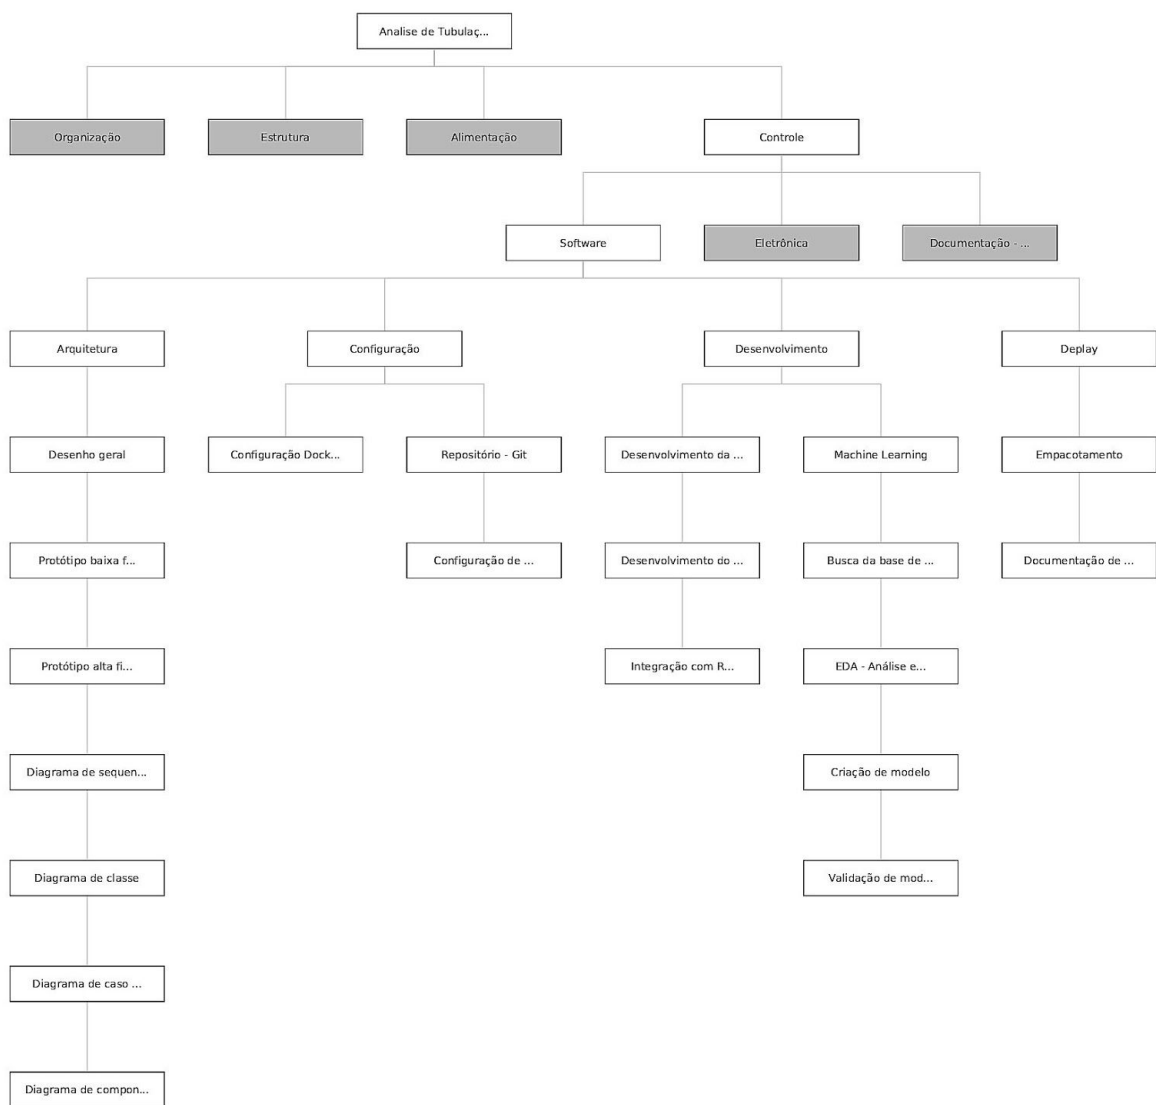 Analise de Tubulaç...
Organização
Estrutura
Alimentação
Controle
Software
Eletrônica
Documentação - ...
Arquitetura
Configuração
Desenvolvimento
Deplay
Desenho geral
Configuração Dock...
Repositório - Git
Desenvolvimento da ...
Machine Learning
Empacotamento
Protótipo baixa f...
Configuração de ...
Desenvolvimento do ...
Busca da base de ...
Documentação de ...
Protótipo alta fi...
Integração com R...
EDA - Análise e...
Diagrama de sequen...
Criação de modelo
Diagrama de classe
Validação de mod...
Diagrama de caso ...
Diagrama de compon...